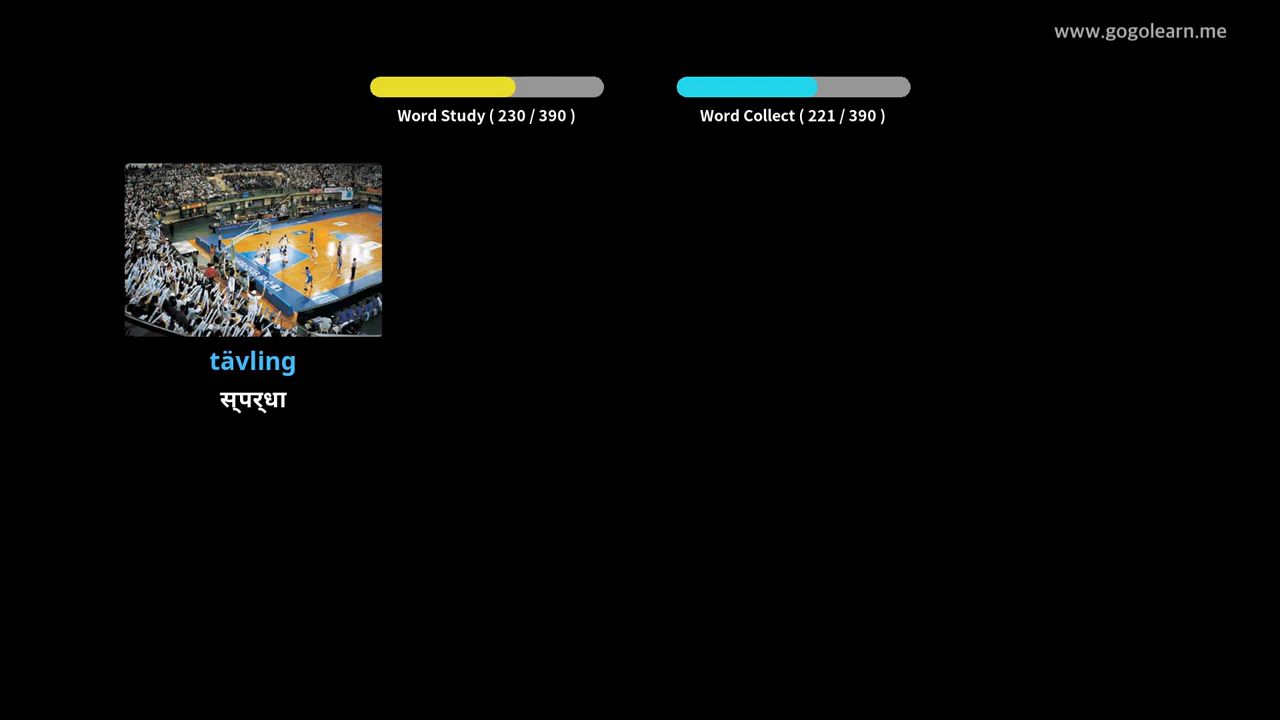 www.gogolearn.me
Word Study ( 230 / 390 )
Word Collect ( 221 / 390 )
tävling
स्पर्धा